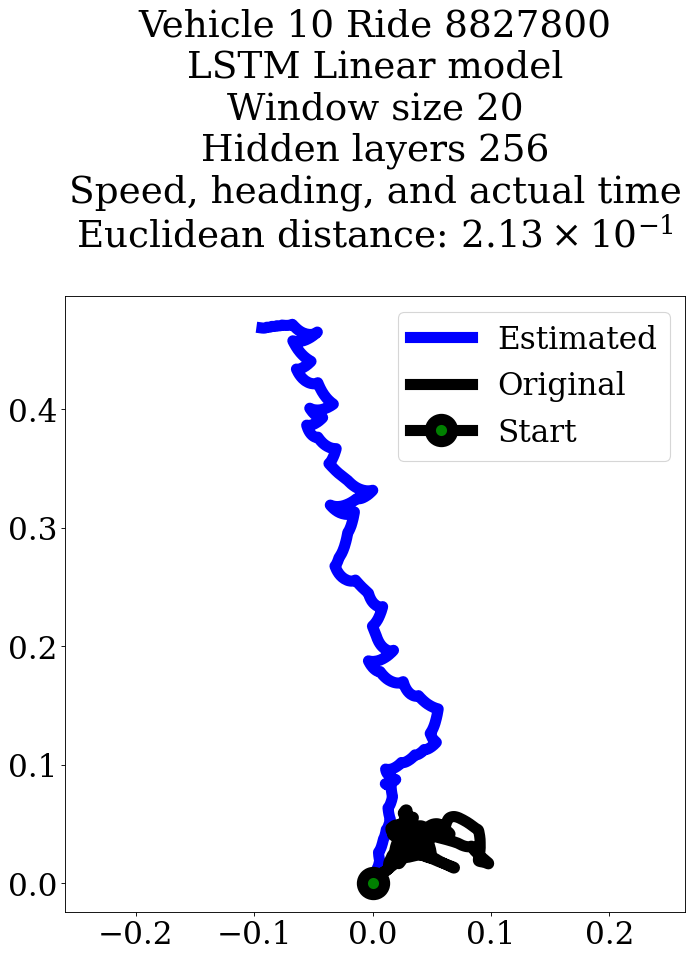 Vehicle 10 Ride 8827800
LSTM Linear model
Window size 20
Hidden layers 256
Speed, heading, and actual time
Euclidean distance: 2.13 × 10⁻¹
Estimated
Original
Start
0.4
0.3
0.2
0.1
0.0
−0.2 −0.1 0.0 0.1 0.2